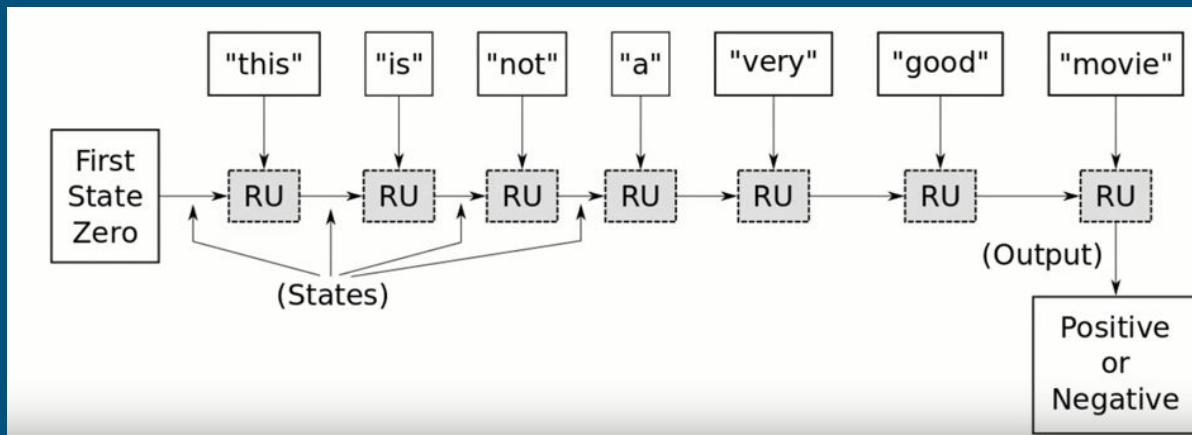 "this" "is" "not" "a" "very" "good" "movie"
First
State
Zero
RU RU RU RU RU RU RU
(States)
(Output)
Positive
or
Negative